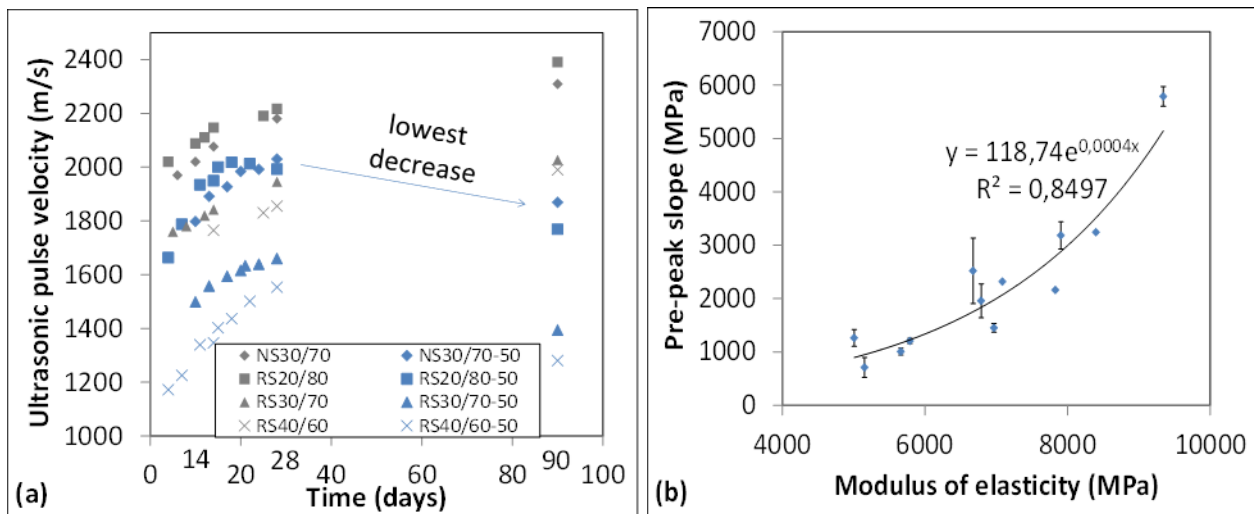 Ultrasonic pulse velocity (m/s)
2400
2200
2000
1800
1600
1400
1200
1000
lowest
decrease
NS30/70
NS30/70-50
RS20/80
RS20/80-50
RS30/70
RS30/70-50
RS40/60
RS40/60-50
0 14 20 28 40 60 80 90 100
(a)
Time (days)
Pre-peak slope (MPa)
7000
6000
5000
4000
3000
2000
1000
0
y = 118,74e^0,0004x
R² = 0,8497
4000 6000 8000 10000
(b)
Modulus of elasticity (MPa)